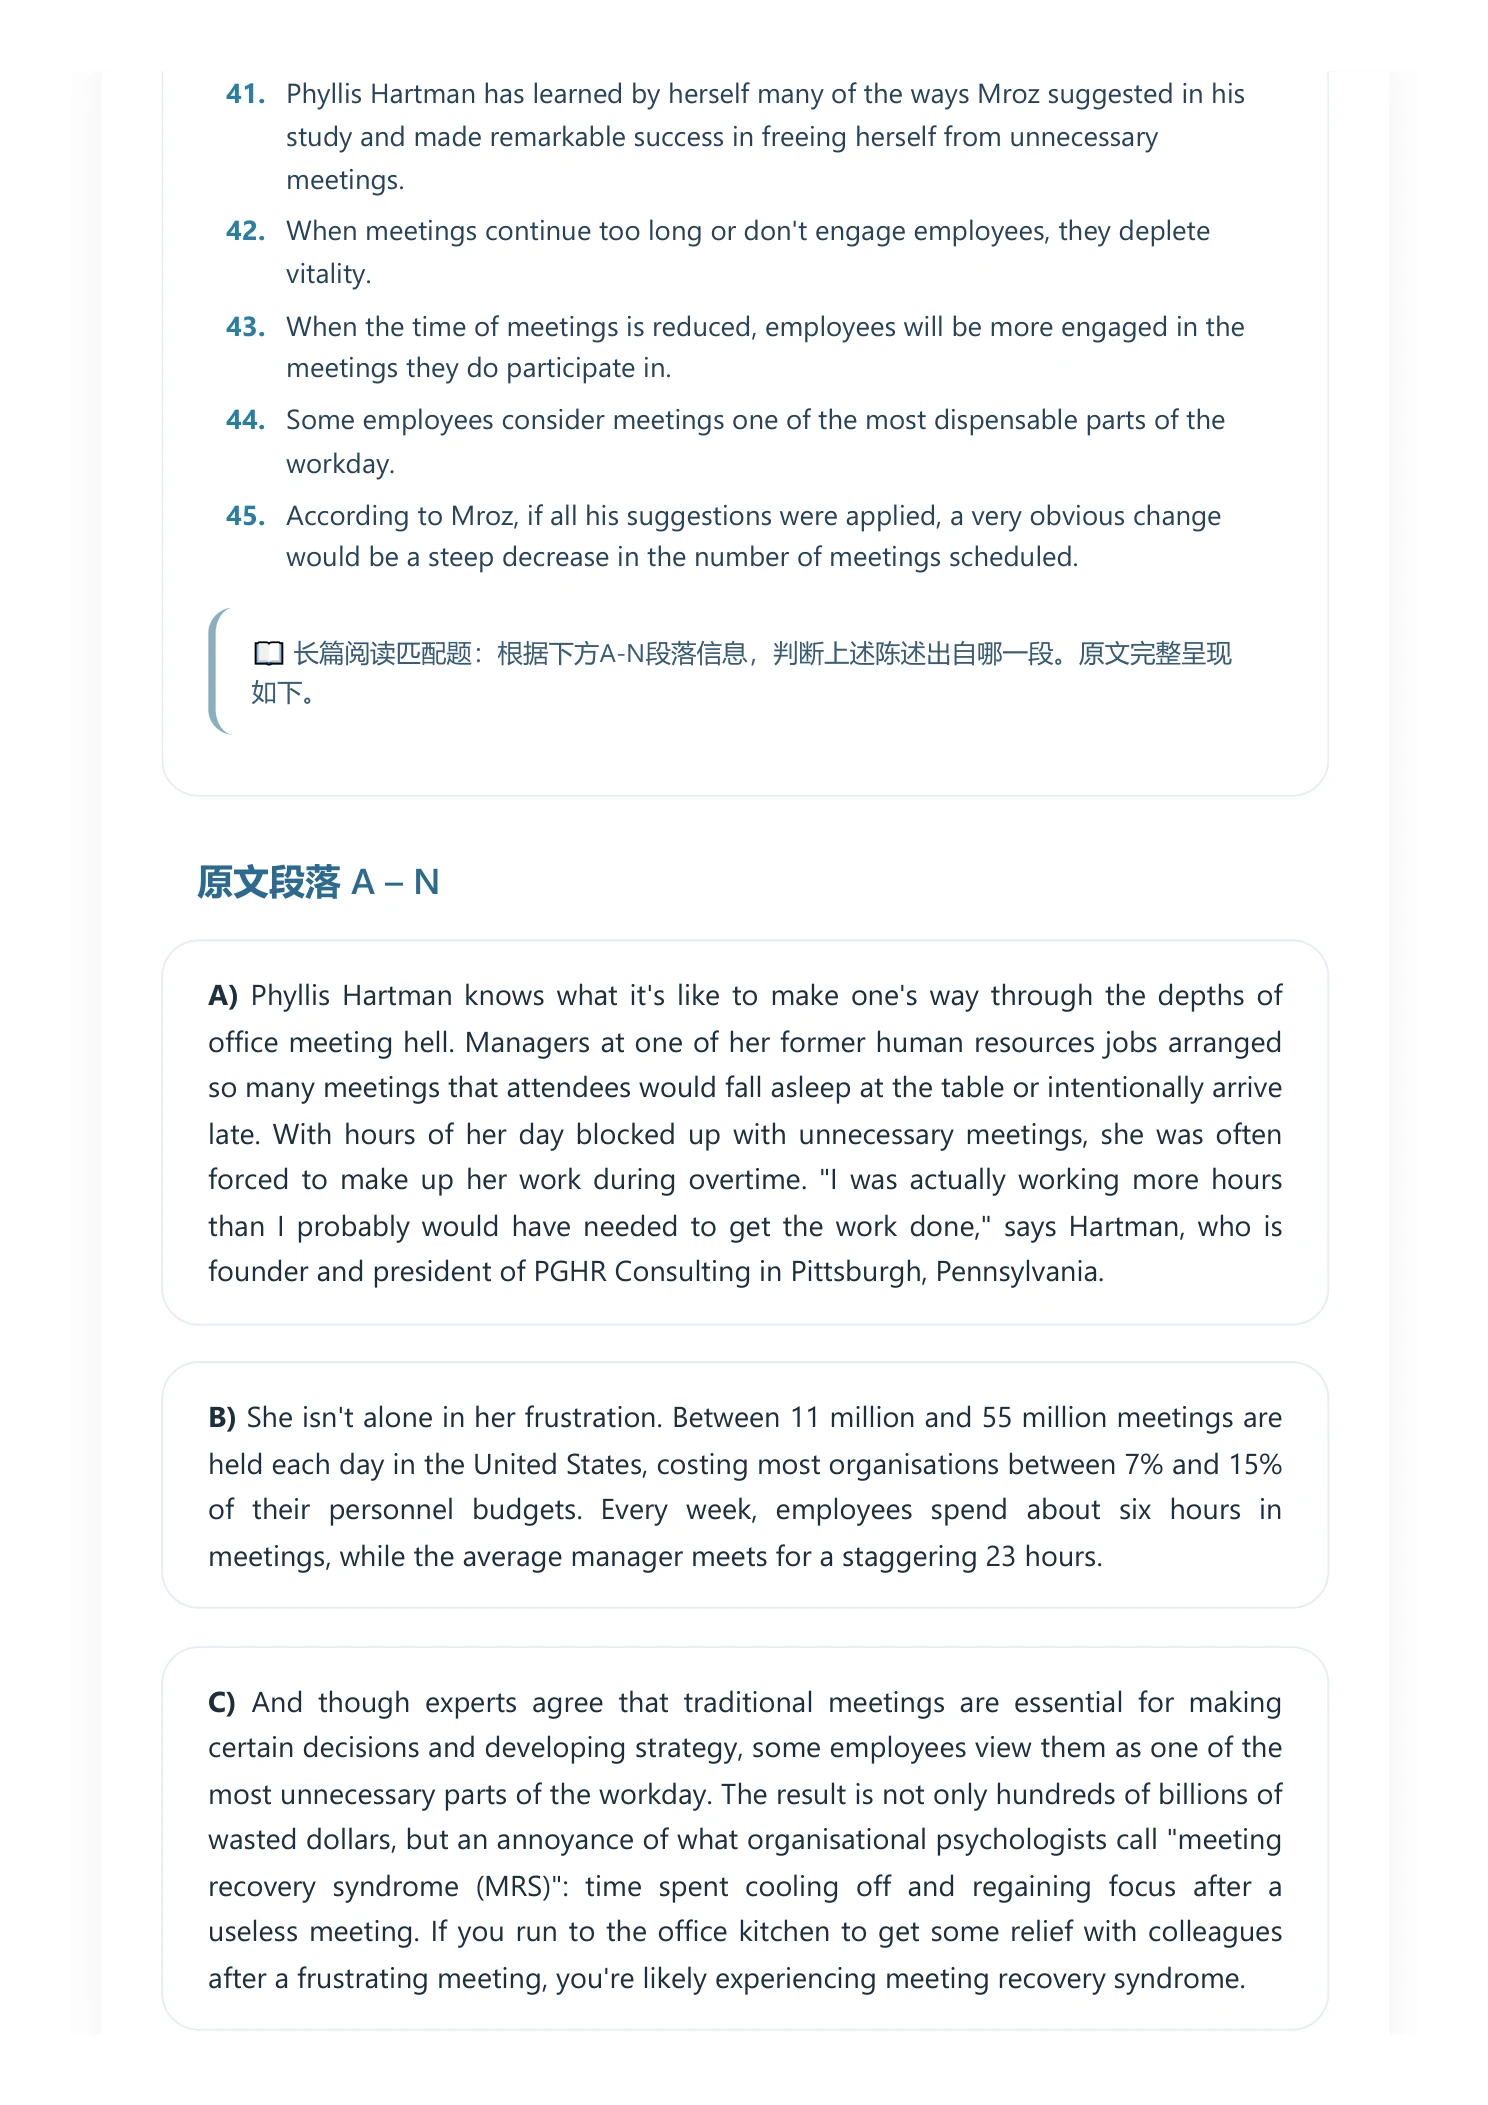 41. Phyllis Hartman has learned by herself many of the ways Mroz suggested in his
study and made remarkable success in freeing herself from unnecessary
meetings.
42. When meetings continue too long or don't engage employees, they deplete
vitality.
43. When the time of meetings is reduced, employees will be more engaged in the
meetings they do participate in.
44. Some employees consider meetings one of the most dispensable parts of the
workday.
45. According to Mroz, if all his suggestions were applied, a very obvious change
would be a steep decrease in the number of meetings scheduled.
📖 长篇阅读匹配题：根据下方A-N段落信息，判断上述陈述出自哪一段。原文完整呈现
如下。
原文段落 A – N
A) Phyllis Hartman knows what it's like to make one's way through the depths of
office meeting hell. Managers at one of her former human resources jobs arranged
so many meetings that attendees would fall asleep at the table or intentionally arrive
late. With hours of her day blocked up with unnecessary meetings, she was often
forced to make up her work during overtime. "I was actually working more hours
than I probably would have needed to get the work done," says Hartman, who is
founder and president of PGHR Consulting in Pittsburgh, Pennsylvania.
B) She isn't alone in her frustration. Between 11 million and 55 million meetings are
held each day in the United States, costing most organisations between 7% and 15%
of their personnel budgets. Every week, employees spend about six hours in
meetings, while the average manager meets for a staggering 23 hours.
C) And though experts agree that traditional meetings are essential for making
certain decisions and developing strategy, some employees view them as one of the
most unnecessary parts of the workday. The result is not only hundreds of billions of
wasted dollars, but an annoyance of what organisational psychologists call "meeting
recovery syndrome (MRS)": time spent cooling off and regaining focus after a
useless meeting. If you run to the office kitchen to get some relief with colleagues
after a frustrating meeting, you're likely experiencing meeting recovery syndrome.